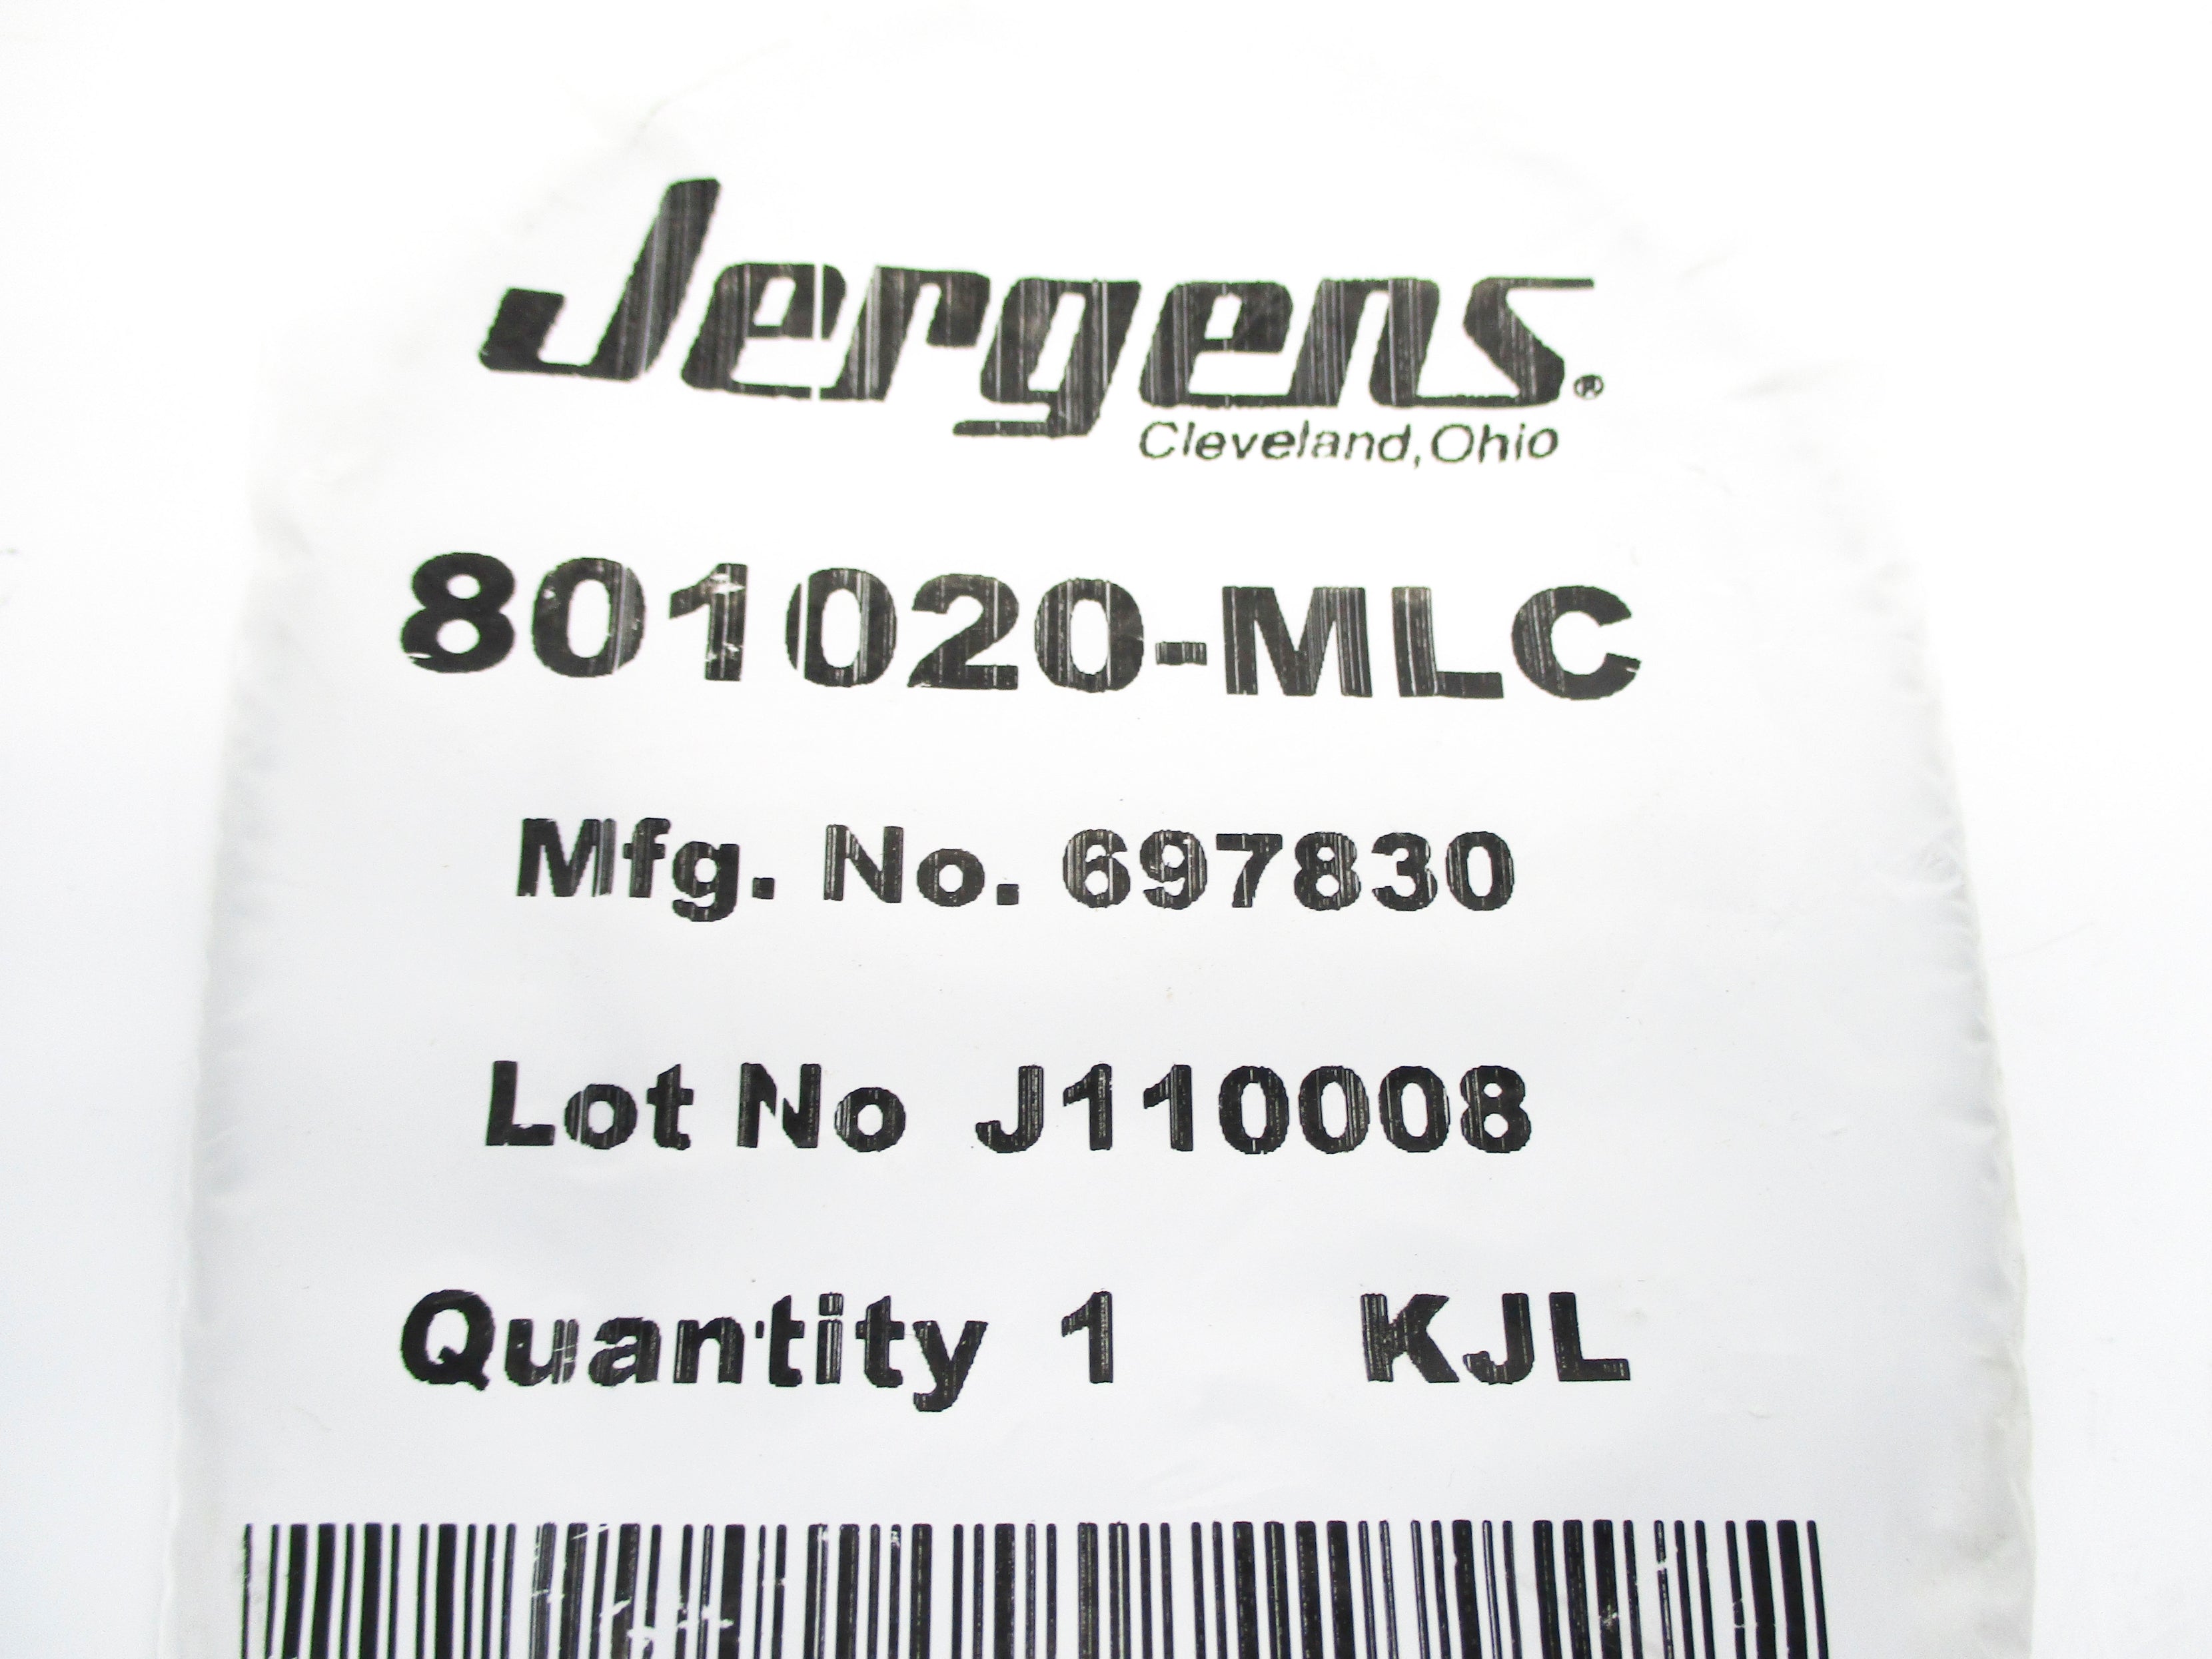 Jergens®
Cleveland, Ohio
801020-MLC
Mfg. No. 697830
Lot No J110008
Quantity 1 KJL